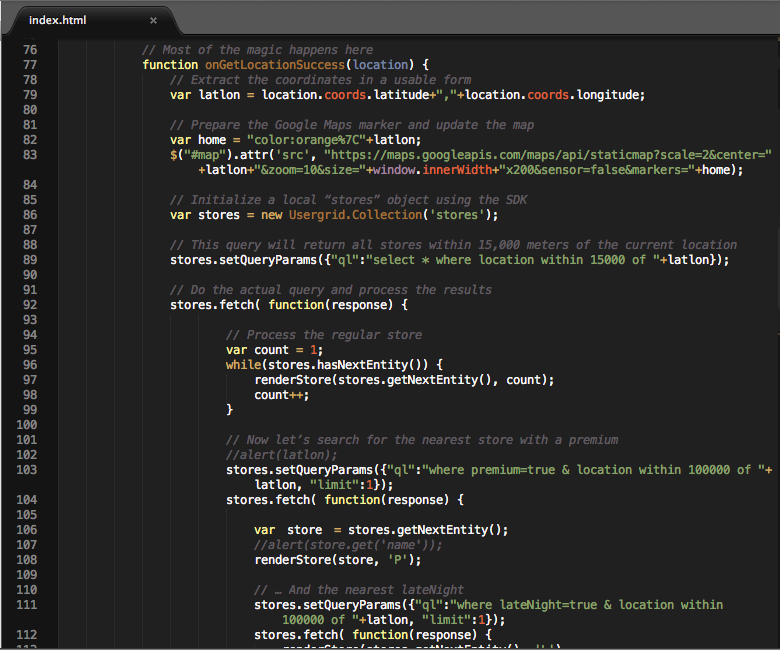 index.html ×
76 // Most of the magic happens here
77 function onGetLocationSuccess(location) {
78 // Extract the coordinates in a usable form
79 var latlon = location.coords.latitude+","+location.coords.longitude;
80
81 // Prepare the Google Maps marker and update the map
82 var home = "color:orange%7C"+latlon;
83 $("#map").attr('src', "https://maps.googleapis.com/maps/api/staticmap?scale=2&center="
+latlon+"&zoom=10&size="+window.innerWidth+"x200&sensor=false&markers="+home);
84
85 // Initialize a local “stores” object using the SDK
86 var stores = new Usergrid.Collection('stores');
87
88 // This query will return all stores within 15,000 meters of the current location
89 stores.setQueryParams({"ql":"select * where location within 15000 of "+latlon});
90
91 // Do the actual query and process the results
92 stores.fetch( function(response) {
93
94 // Process the regular store
95 var count = 1;
96 while(stores.hasNextEntity()) {
97 renderStore(stores.getNextEntity(), count);
98 count++;
99 }
100
101 // Now let’s search for the nearest store with a premium
102 //alert(latlon);
103 stores.setQueryParams({"ql":"where premium=true & location within 100000 of "+
latlon, "limit":1});
104 stores.fetch( function(response) {
105
106 var store = stores.getNextEntity();
107 //alert(store.get('name'));
108 renderStore(store, 'P');
109
110 // … And the nearest lateNight
111 stores.setQueryParams({"ql":"where lateNight=true & location within
100000 of "+latlon, "limit":1});
112 stores.fetch( function(response) {